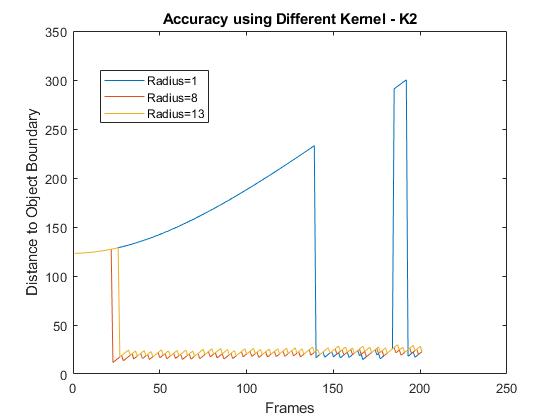 Accuracy using Different Kernel - K2
350
300
250
200
150
100
50
0
Distance to Object Boundary
Radius=1
Radius=8
Radius=13
0
50
100
150
200
250
Frames